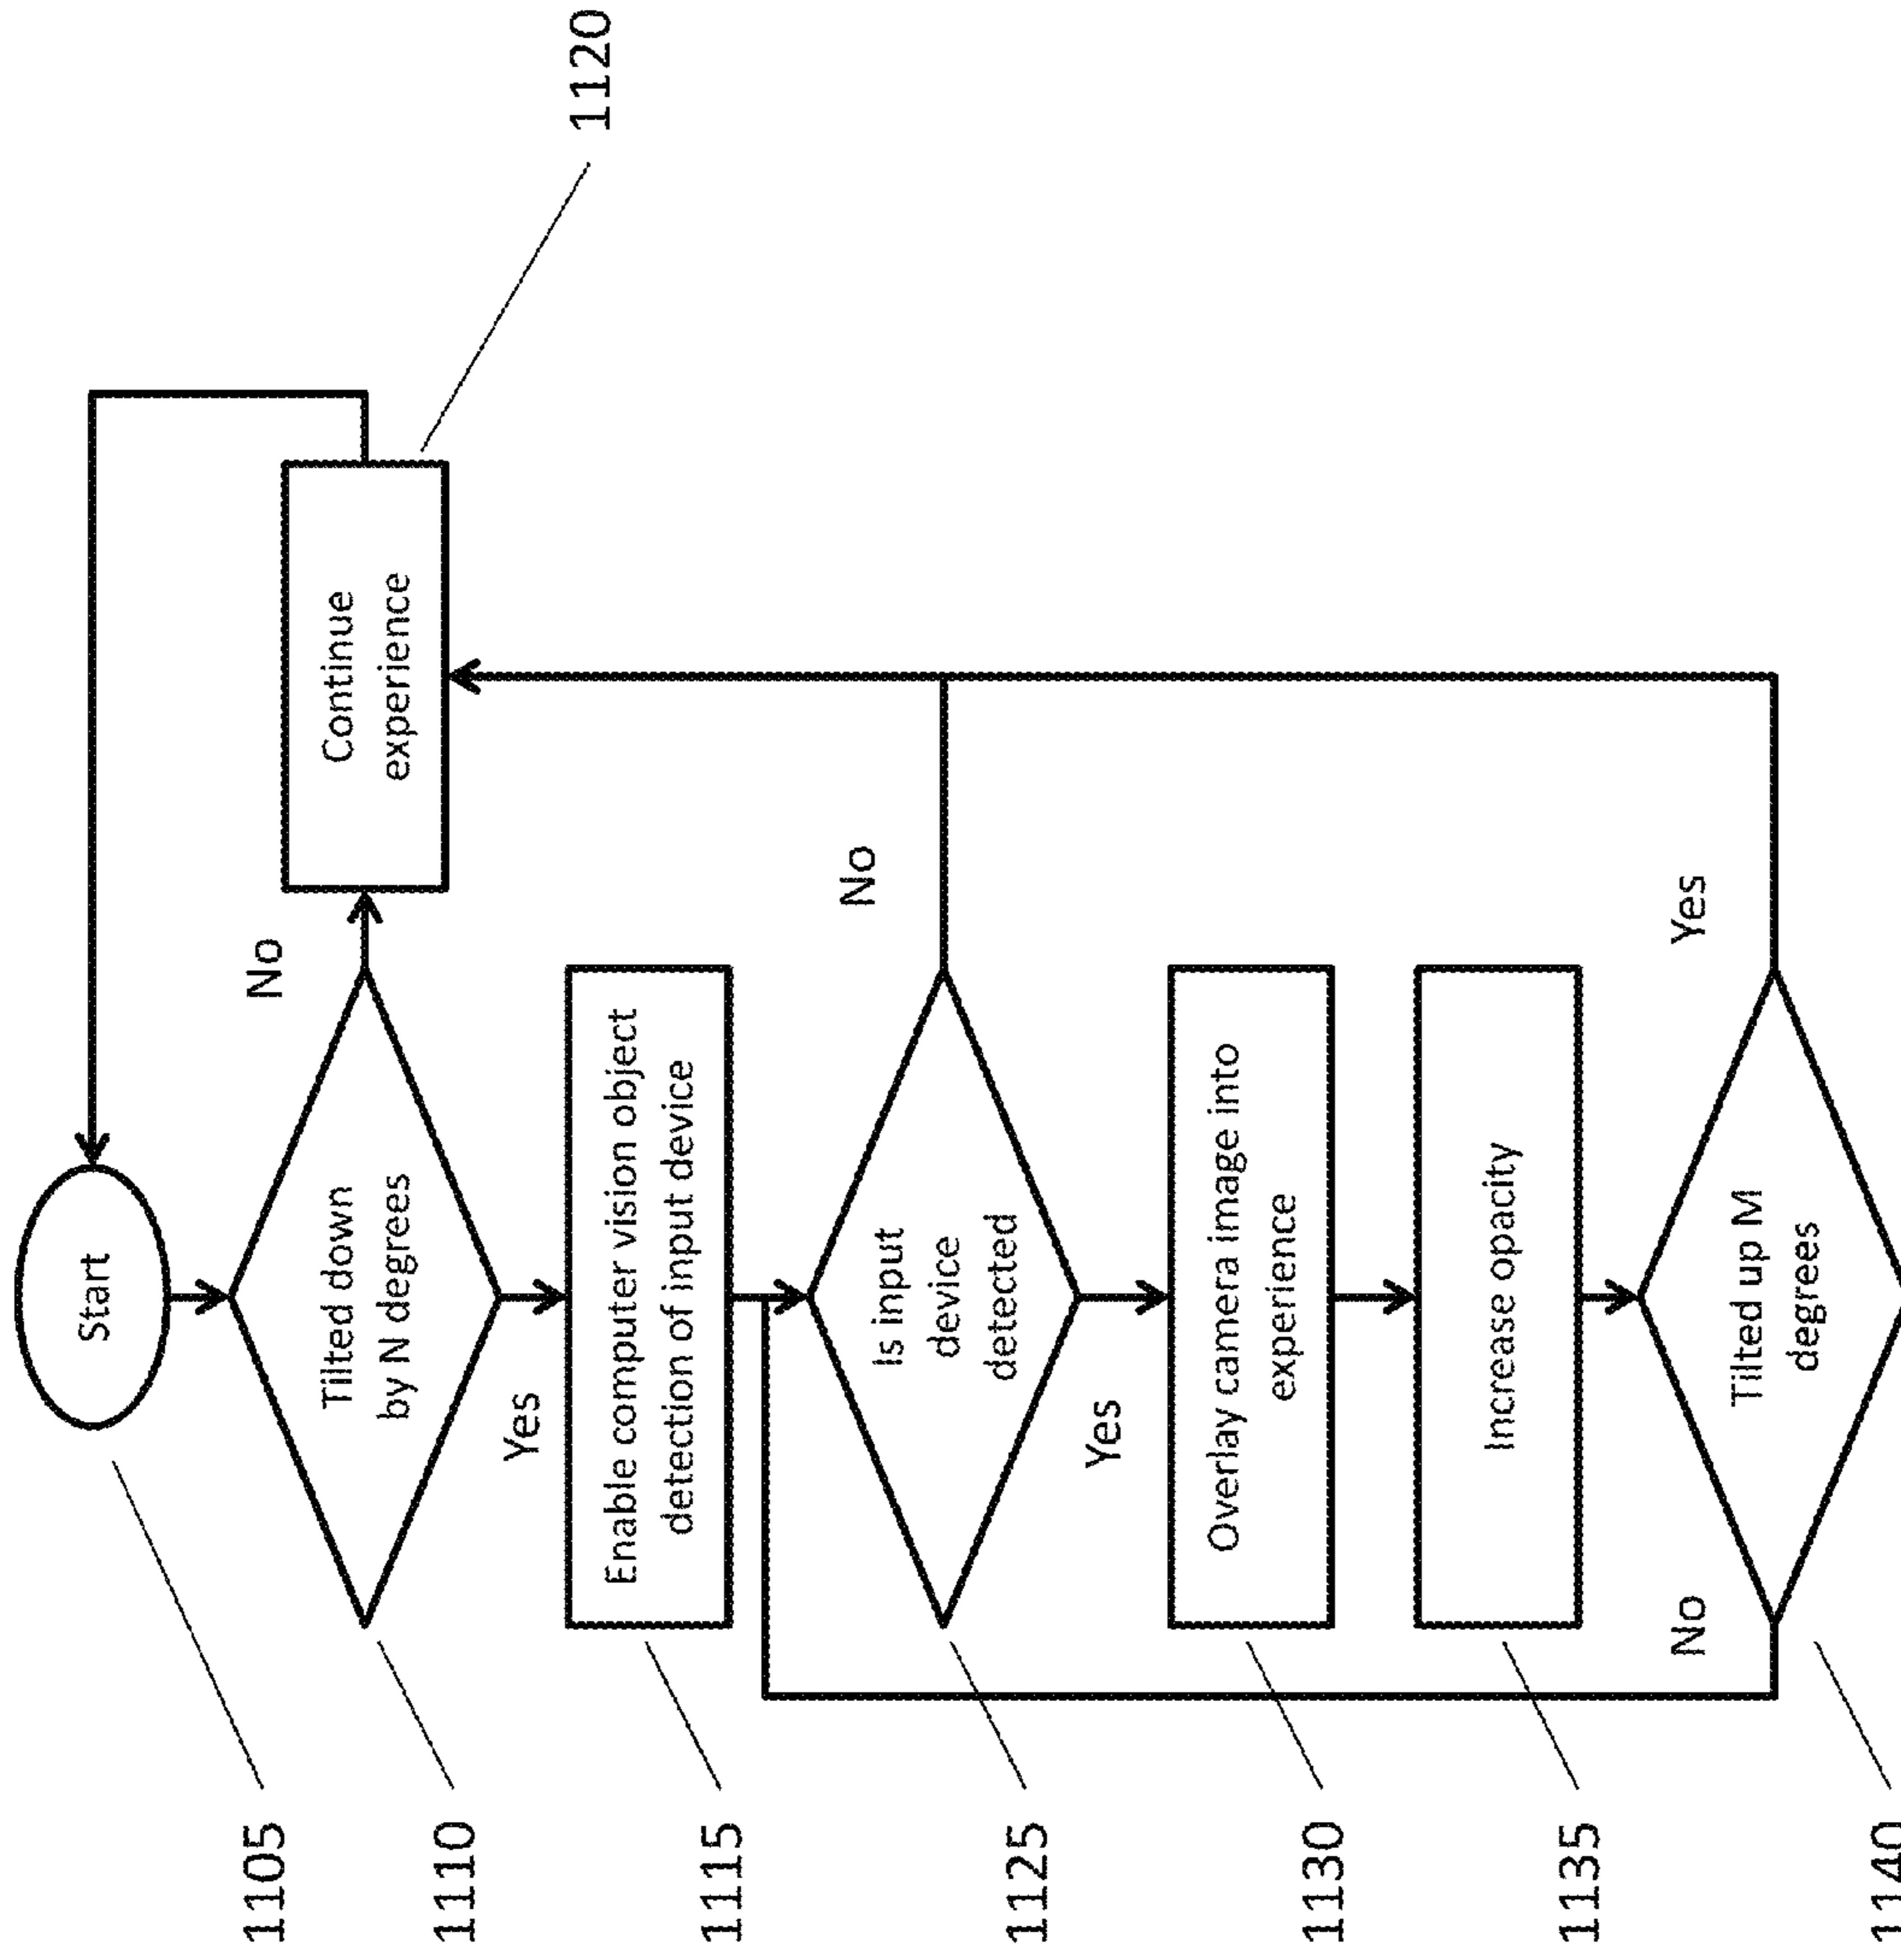 Start
1105
Tilted down
by N degrees
1110
No
Continue
experience
1120
Yes
Enable computer vision object
detection of input device
1115
Is input
device
detected
1125
No
Yes
Overlay camera image into
experience
1130
Increase opacity
1135
Tilted up M
degrees
1140
No
Yes